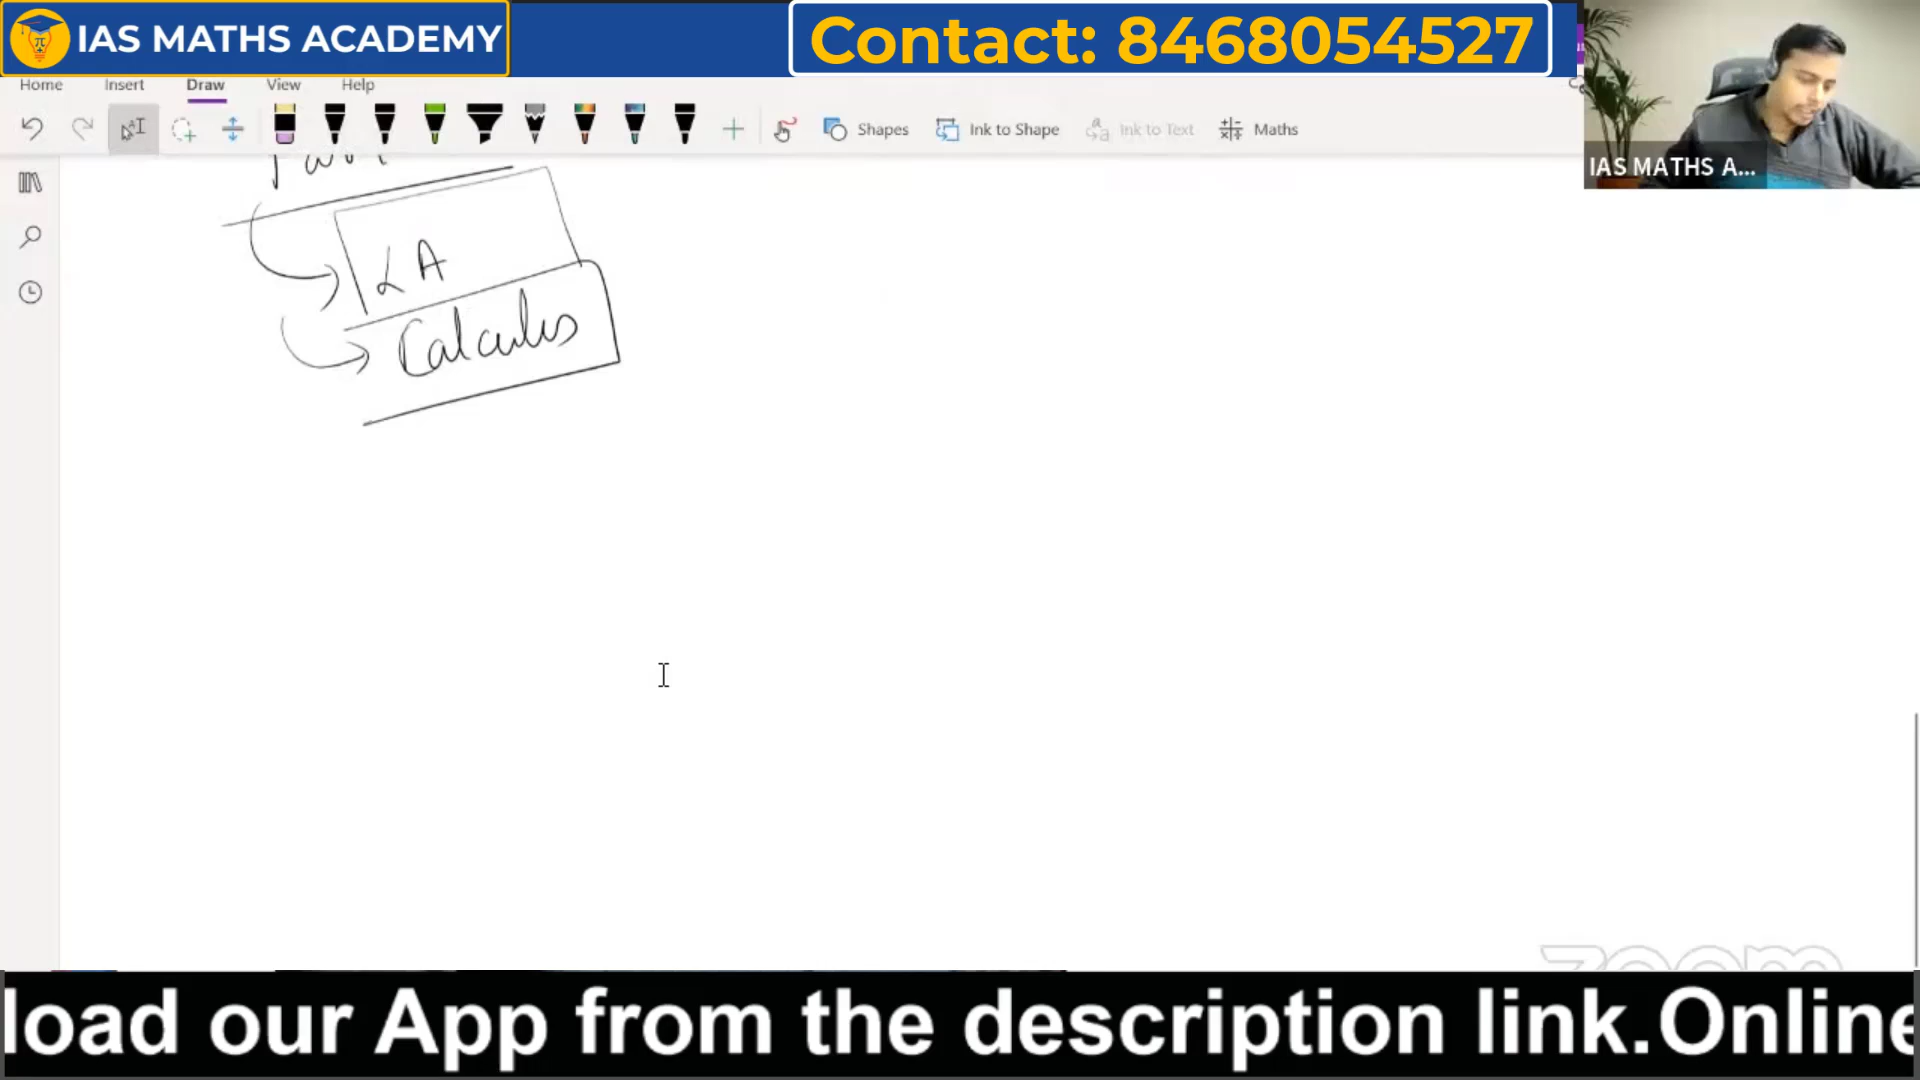 IAS MATHS ACADEMY
Contact: 8468054527
Home Insert Draw View Help
Shapes Ink to Shape Ink to Text Maths
IAS MATHS A...
LA
Calculus
zoom
load our App from the description link.Online